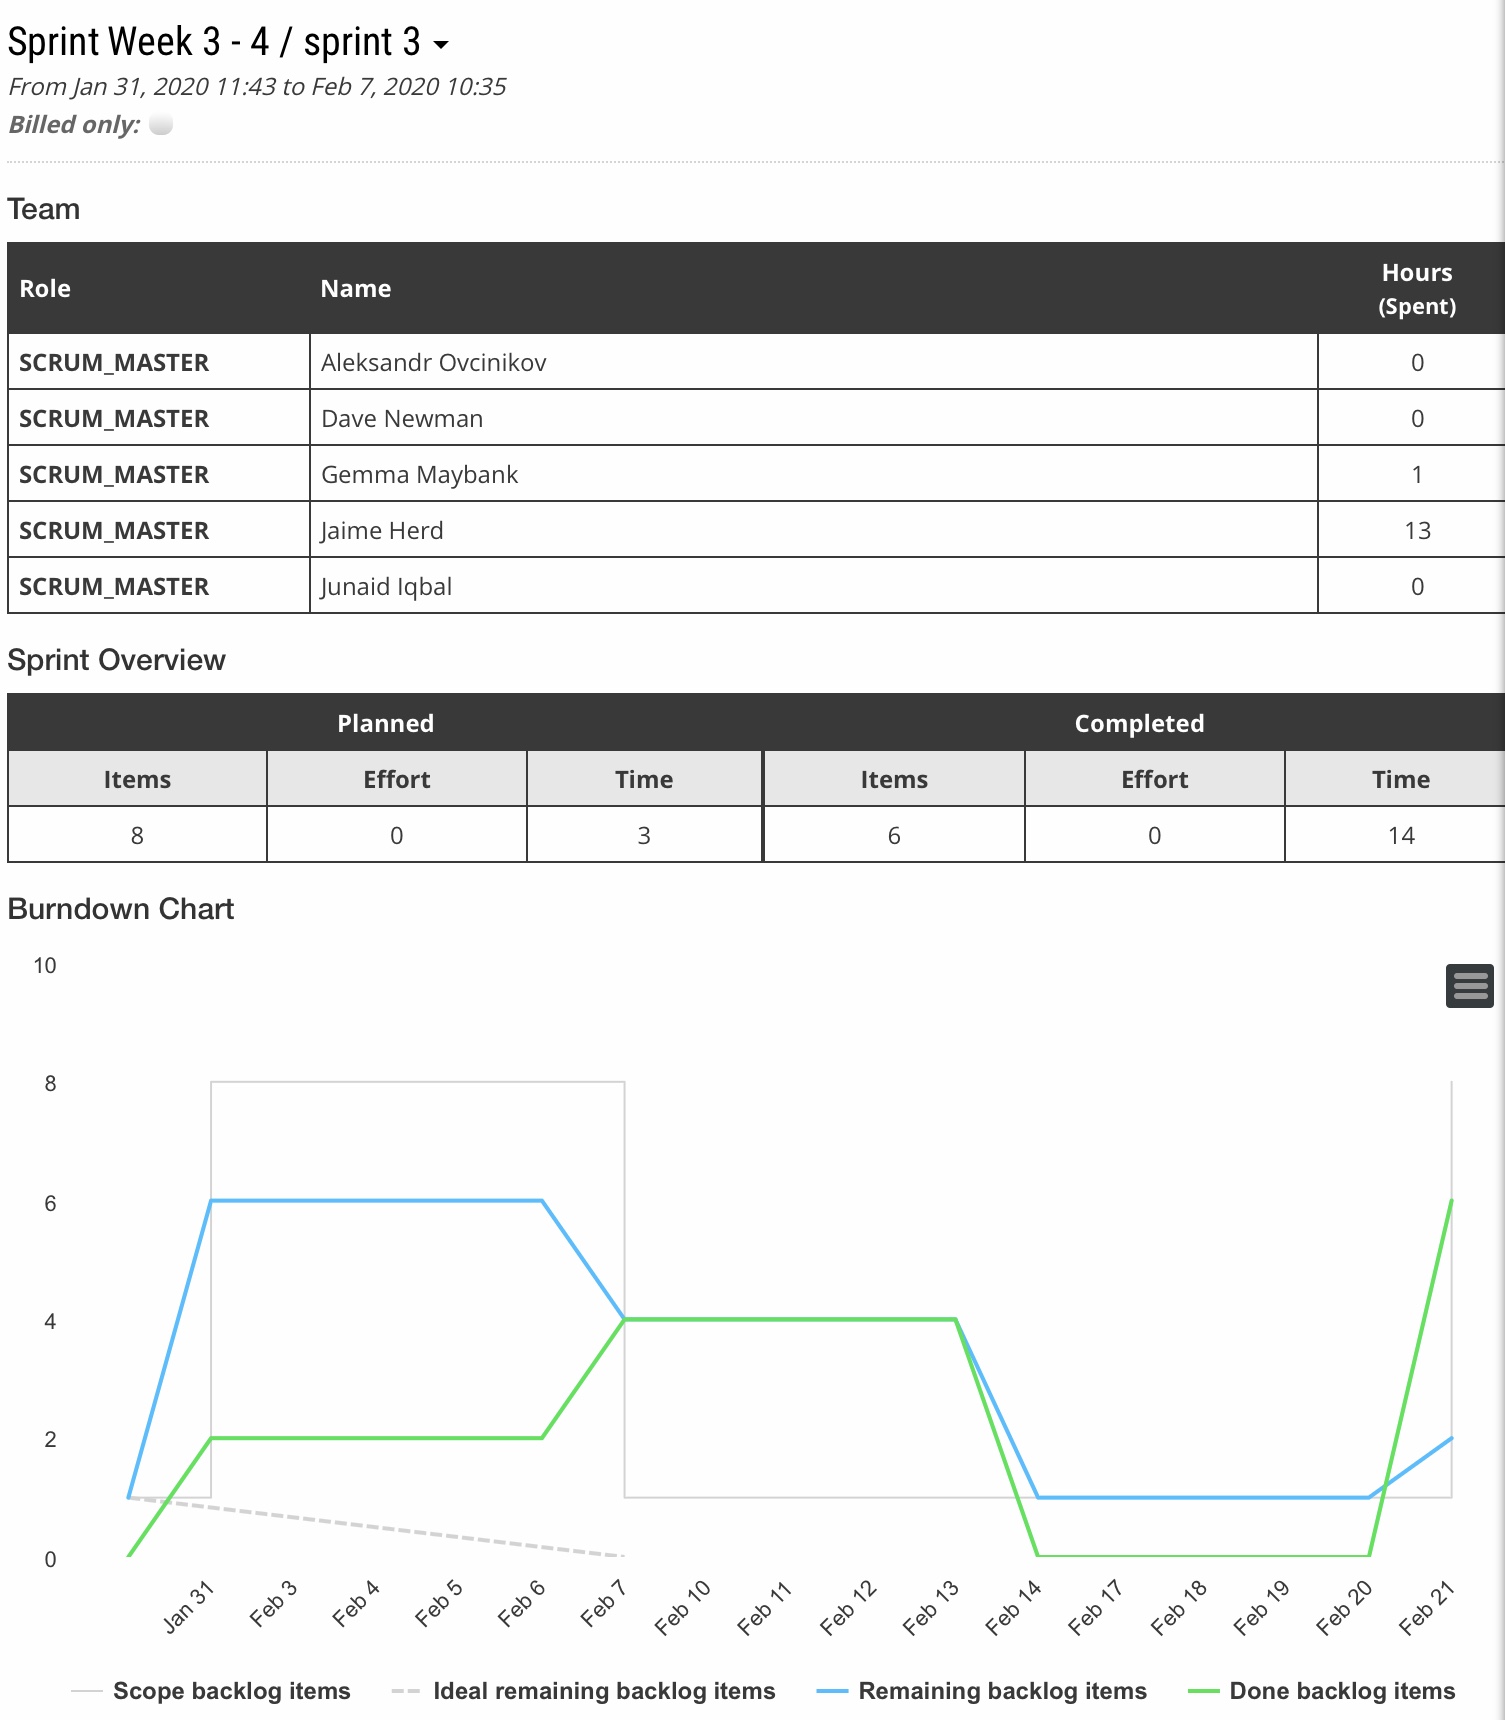 Sprint Week 3 - 4 / sprint 3
From Jan 31, 2020 11:43 to Feb 7, 2020 10:35
Billed only:
Team
Role Name Hours (Spent)
SCRUM_MASTER Aleksandr Ovcinikov 0
SCRUM_MASTER Dave Newman 0
SCRUM_MASTER Gemma Maybank 1
SCRUM_MASTER Jaime Herd 13
SCRUM_MASTER Junaid Iqbal 0
Sprint Overview
Planned Completed
Items Effort Time Items Effort Time
8 0 3 6 0 14
Burndown Chart
10
8
6
4
2
0
Jan 31 Feb 3 Feb 4 Feb 5 Feb 6 Feb 7 Feb 10 Feb 11 Feb 12 Feb 13 Feb 14 Feb 17 Feb 18 Feb 19 Feb 20 Feb 21
Scope backlog items Ideal remaining backlog items Remaining backlog items Done backlog items